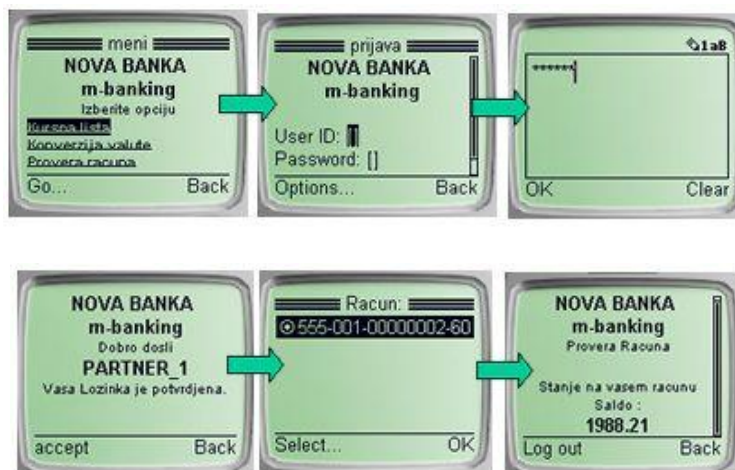 meni
NOVA BANKA
m-banking
Izberite opciju
Kursna lista
Konverzija valute
Provera racuna
Go... Back
prijava
NOVA BANKA
m-banking
User ID: []
Password: []
Options... Back
1aB
******
OK Clear
NOVA BANKA
m-banking
Dobro dosli
PARTNER_1
Vasa Lozinka je potvrdjena.
accept Back
Racun:
555-001-00000002-60
Select... OK
NOVA BANKA
m-banking
Provera Racuna
Stanje na vasem racunu
Saldo :
1988.21
Log out Back